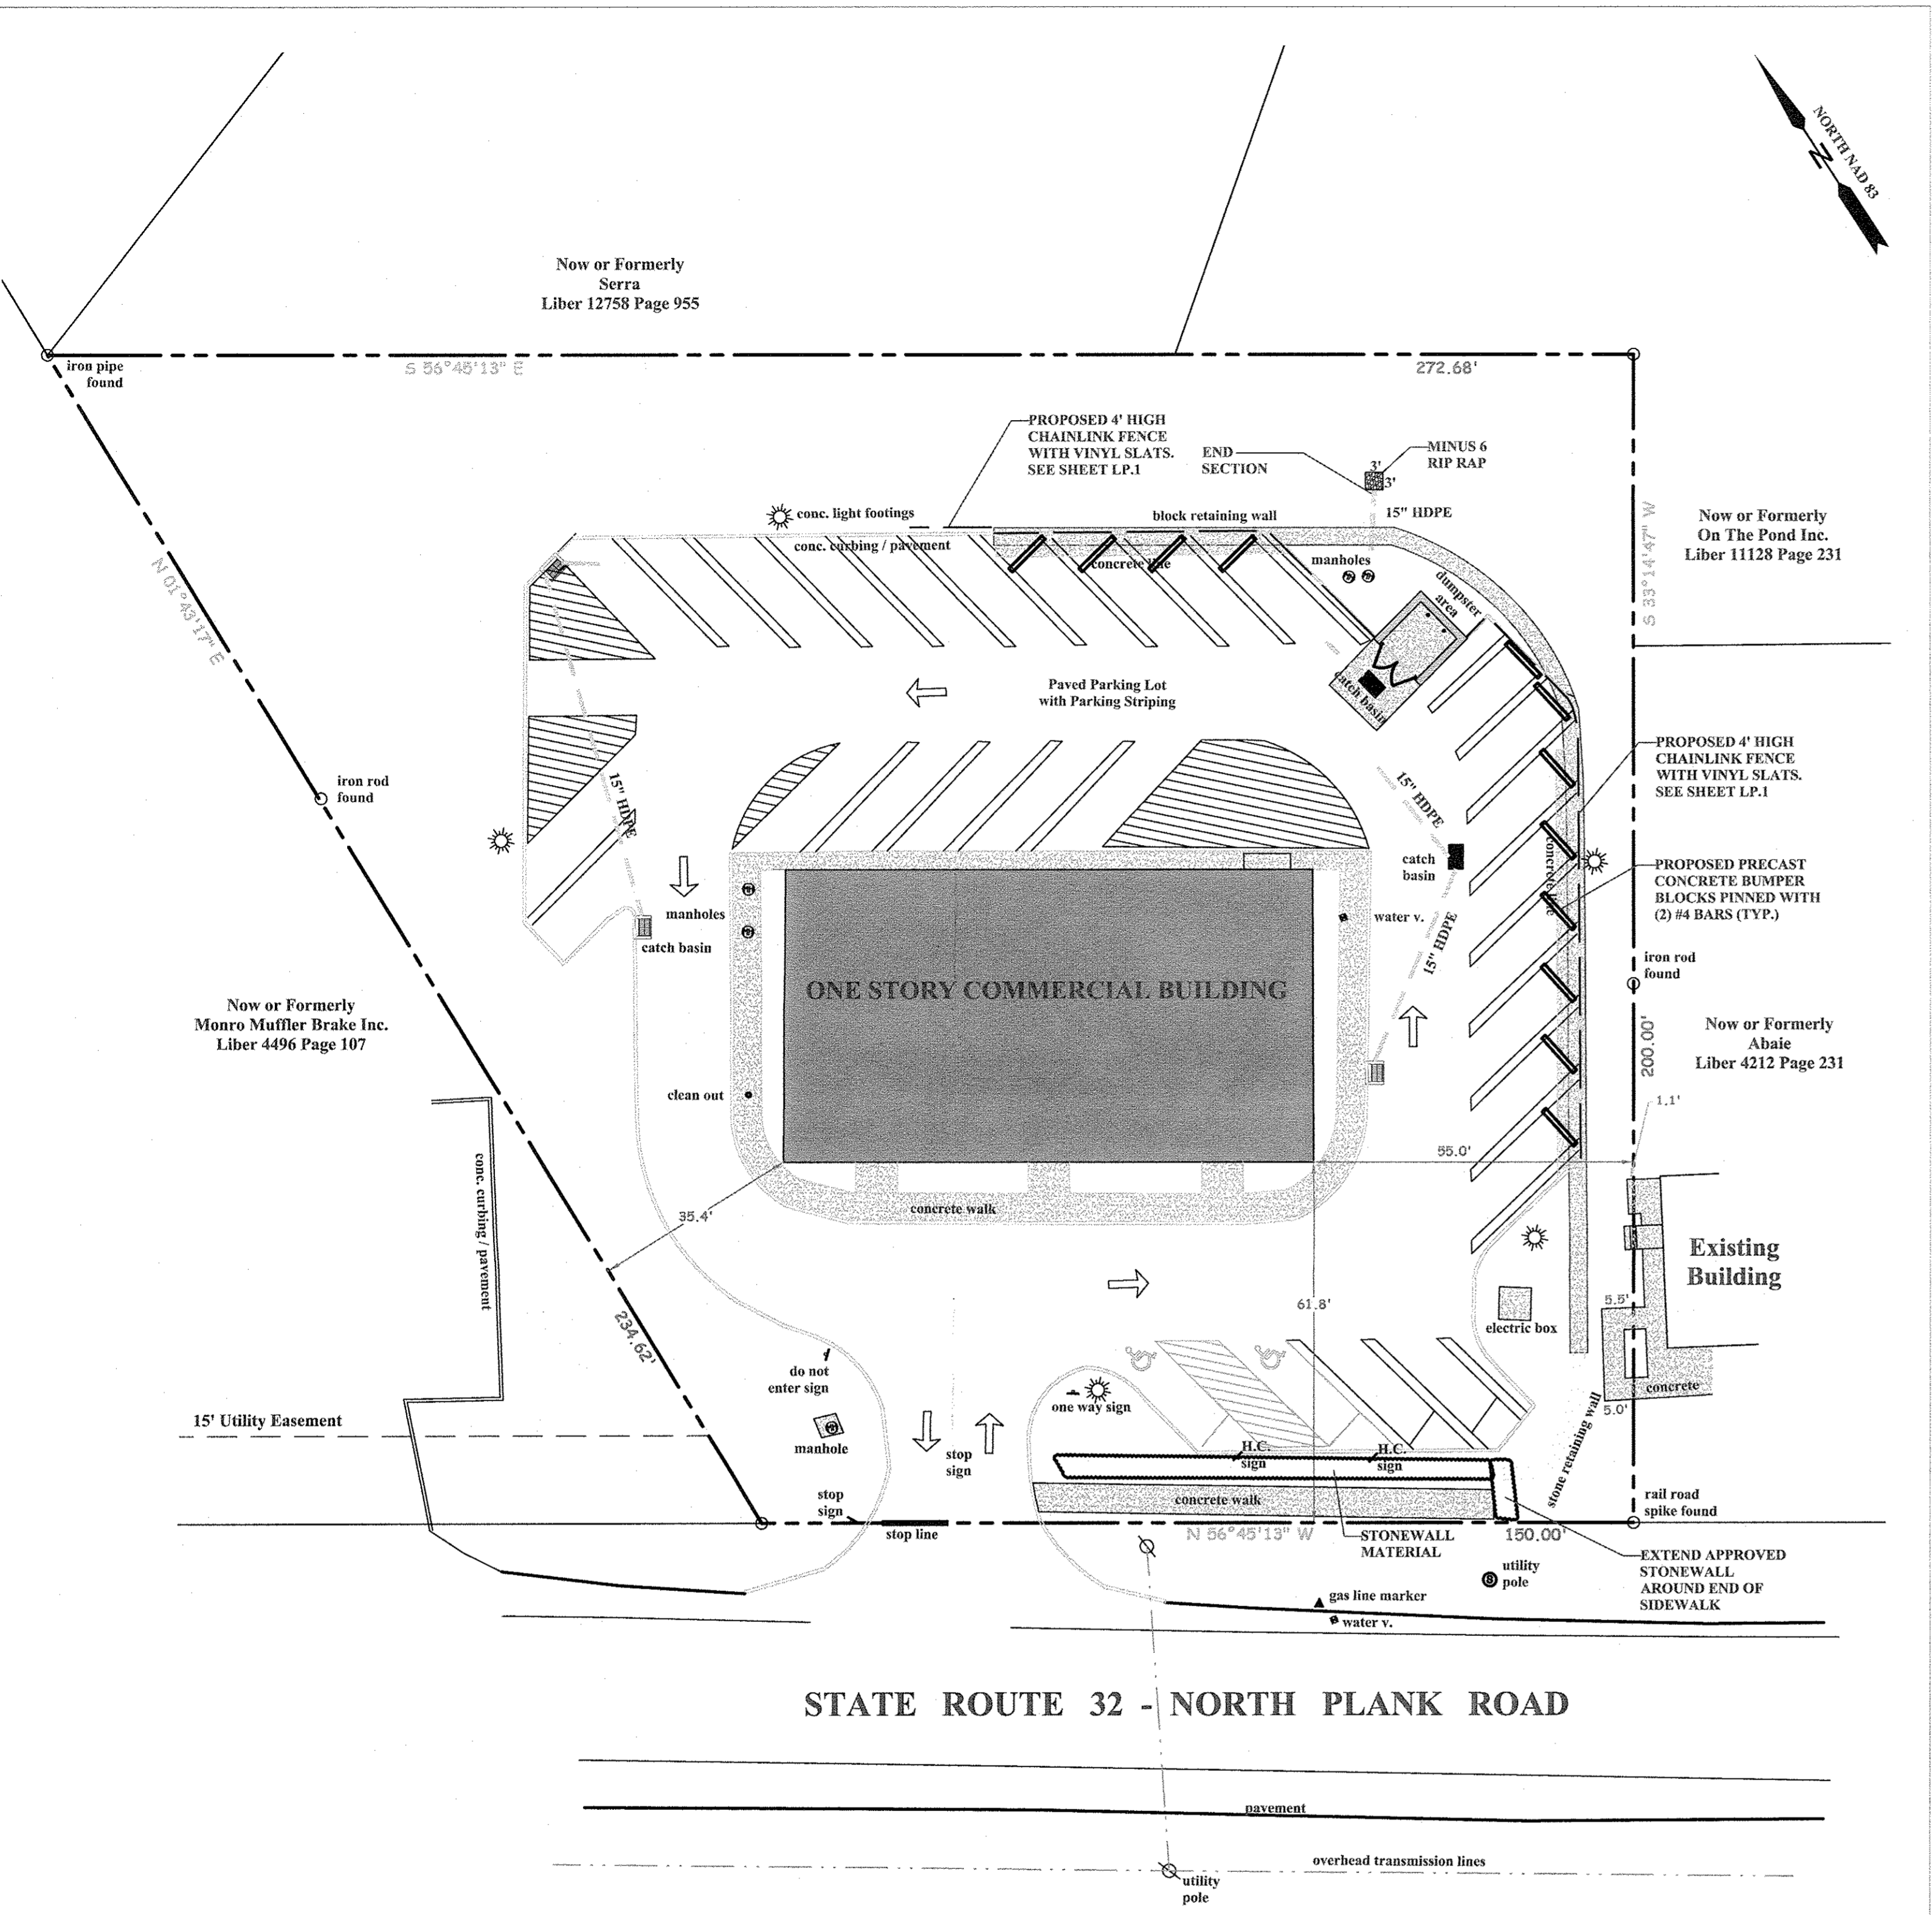 NORTH NAD 83
N
Now or Formerly
Serra
Liber 12758 Page 955
iron pipe
found
S 56°45'13" E
272.68'
PROPOSED 4' HIGH
CHAINLINK FENCE
WITH VINYL SLATS.
SEE SHEET LP.1
END
SECTION
MINUS 6
RIP RAP
3'
3'
15" HDPE
conc. light footings
block retaining wall
conc. curbing / pavement
concrete line
manholes
dumpster
area
catch basin
Now or Formerly
On The Pond Inc.
Liber 11128 Page 231
S 33°14'47" W
N 01°43'17" E
Paved Parking Lot
with Parking Striping
PROPOSED 4' HIGH
CHAINLINK FENCE
WITH VINYL SLATS.
SEE SHEET LP.1
iron rod
found
15" HDPE
15" HDPE
catch
basin
concrete line
PROPOSED PRECAST
CONCRETE BUMPER
BLOCKS PINNED WITH
(2) #4 BARS (TYP.)
manholes
catch basin
water v.
15" HDPE
iron rod
found
ONE STORY COMMERCIAL BUILDING
Now or Formerly
Monro Muffler Brake Inc.
Liber 4496 Page 107
200.00'
Now or Formerly
Abaie
Liber 4212 Page 231
clean out
1.1'
55.0'
conc. curbing / pavement
35.4'
concrete walk
Existing
Building
61.8'
5.5'
electric box
234.62'
do not
enter sign
one way sign
concrete
5.0'
15' Utility Easement
manhole
stop
sign
H.C.
sign
H.C.
sign
stone retaining wall
stop
sign
concrete walk
rail road
spike found
stop line
N 56°45'13" W
STONEWALL
MATERIAL
150.00'
EXTEND APPROVED
STONEWALL
AROUND END OF
SIDEWALK
utility
pole
gas line marker
water v.
STATE ROUTE 32 - NORTH PLANK ROAD
pavement
overhead transmission lines
utility
pole